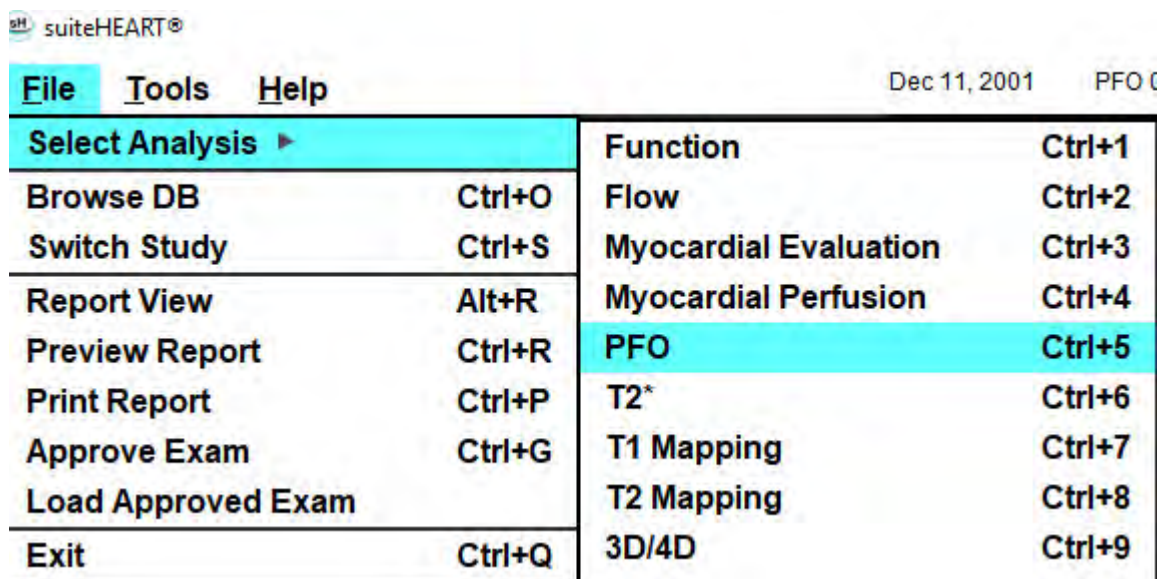 sH suiteHEART®
File Tools Help Dec 11, 2001 PFO
Select Analysis ▶
Browse DB Ctrl+O
Switch Study Ctrl+S
Report View Alt+R
Preview Report Ctrl+R
Print Report Ctrl+P
Approve Exam Ctrl+G
Load Approved Exam
Exit Ctrl+Q
Function Ctrl+1
Flow Ctrl+2
Myocardial Evaluation Ctrl+3
Myocardial Perfusion Ctrl+4
PFO Ctrl+5
T2* Ctrl+6
T1 Mapping Ctrl+7
T2 Mapping Ctrl+8
3D/4D Ctrl+9